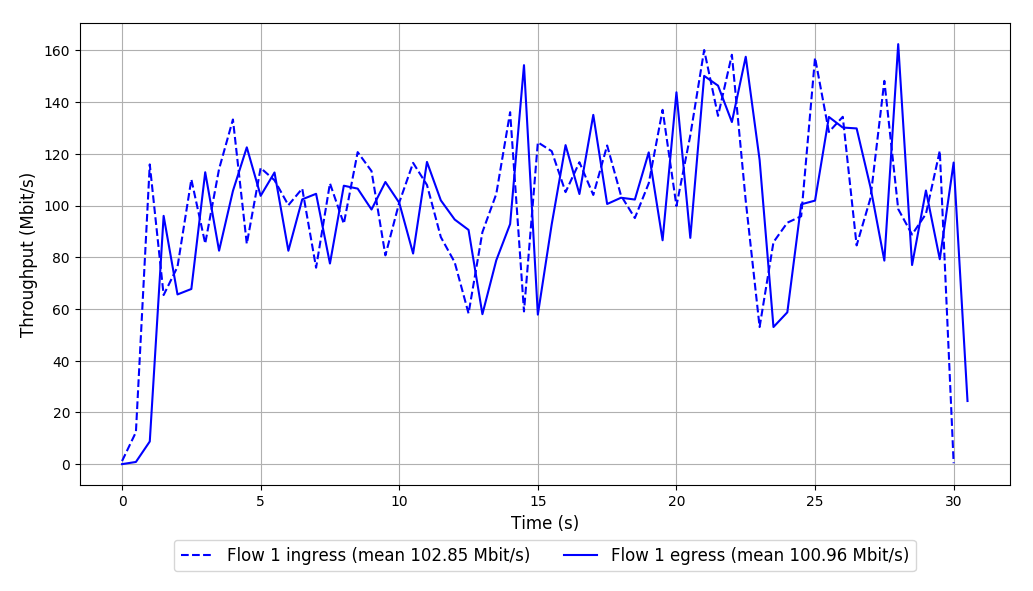 Throughput (Mbit/s)
160
140
120
100
80
60
40
20
0
0 5 10 15 20 25 30
Time (s)
Flow 1 ingress (mean 102.85 Mbit/s) Flow 1 egress (mean 100.96 Mbit/s)